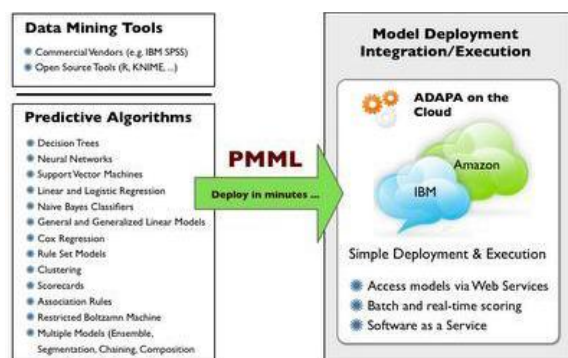 Data Mining Tools
Commercial Vendors (e.g. IBM SPSS)
Open Source Tools (R, KNIME, ...)
Predictive Algorithms
Decision Trees
Neural Networks
Support Vector Machines
Linear and Logistic Regression
Naive Bayes Classifiers
General and Generalized Linear Models
Cox Regression
Rule Set Models
Clustering
Scorecards
Association Rules
Restricted Boltzamn Machine
Multiple Models (Ensemble,
Segmentation, Chaining, Composition
PMML
Deploy in minutes ...
Model Deployment
Integration/Execution
ADAPA on the
Cloud
Amazon
IBM
Simple Deployment & Execution
Access models via Web Services
Batch and real-time scoring
Software as a Service